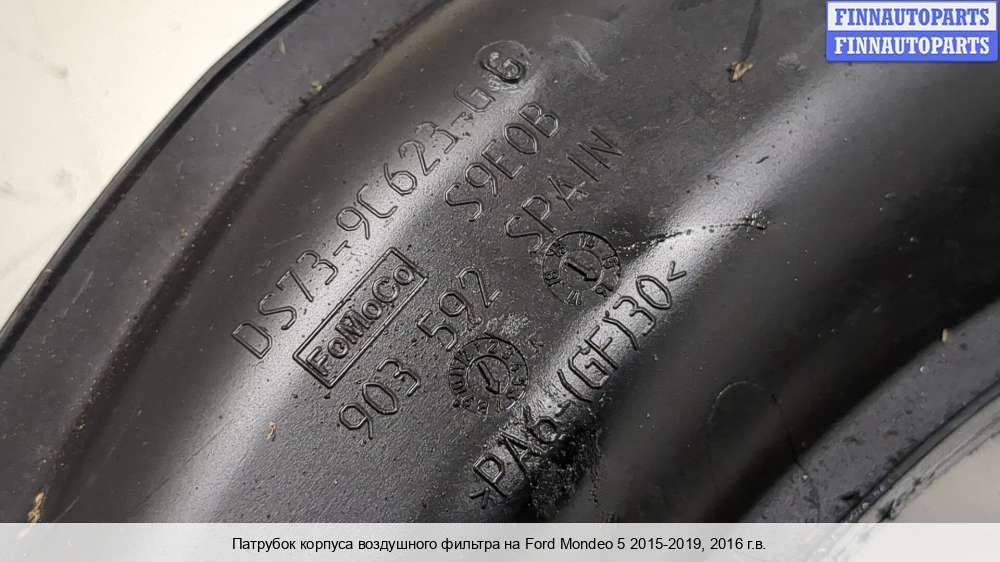 FINNAUTOPARTS
FINNAUTOPARTS
DS73-9C623-GG
FoMoCo
S9E0B
SPAIN
903 592
>PA6-(GF)30<
Патрубок корпуса воздушного фильтра на Ford Mondeo 5 2015-2019, 2016 г.в.